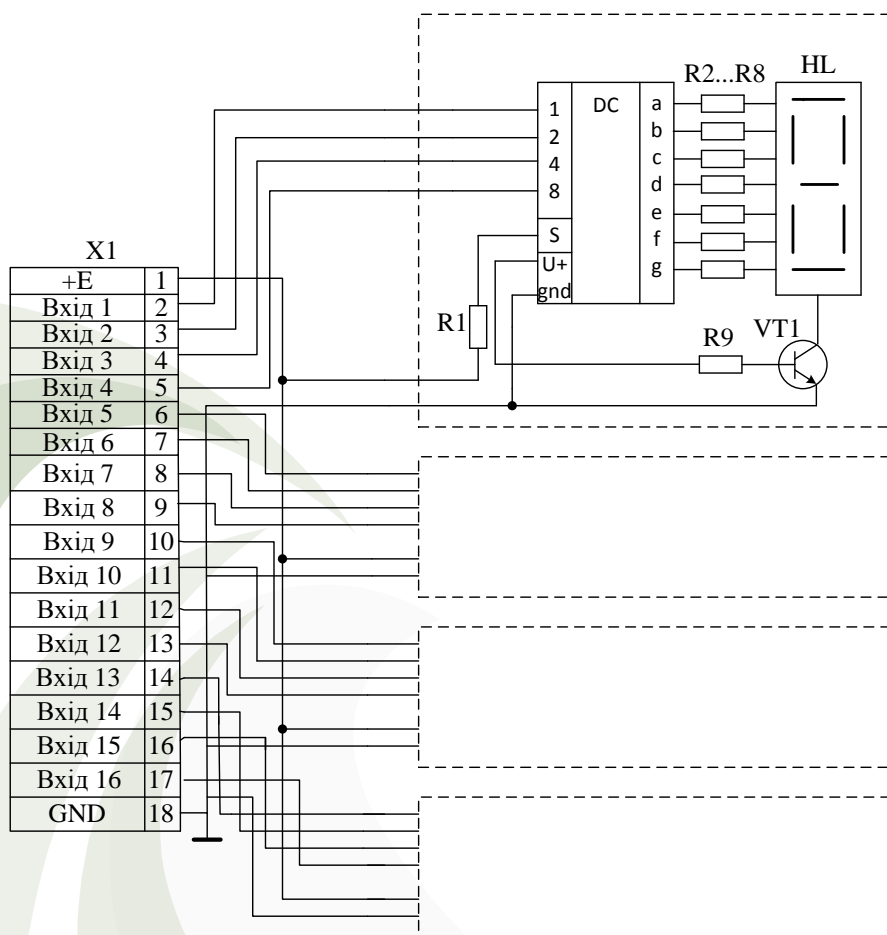 R2...R8 HL
1 DC a
2 b
4 c
8 d
e
S f
U+ g
gnd
R1
R9 VT1
X1
+E 1
Вхід 1 2
Вхід 2 3
Вхід 3 4
Вхід 4 5
Вхід 5 6
Вхід 6 7
Вхід 7 8
Вхід 8 9
Вхід 9 10
Вхід 10 11
Вхід 11 12
Вхід 12 13
Вхід 13 14
Вхід 14 15
Вхід 15 16
Вхід 16 17
GND 18